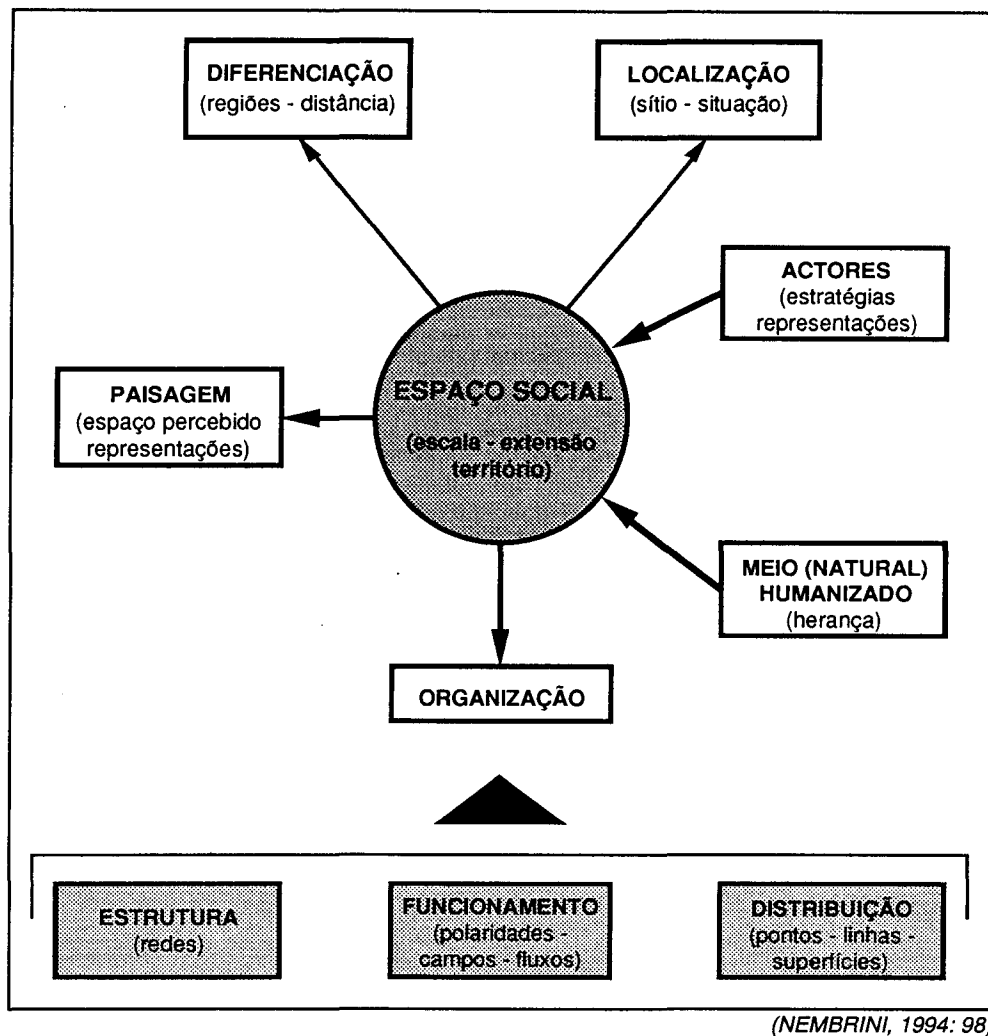 DIFERENCIAÇÃO
(regiões - distância)
LOCALIZAÇÃO
(sítio - situação)
ACTORES
(estratégias
representações)
PAISAGEM
(espaço percebido
representações)
ESPAÇO SOCIAL
(escala - extensão
território)
MEIO (NATURAL)
HUMANIZADO
(herança)
ORGANIZAÇÃO
ESTRUTURA
(redes)
FUNCIONAMENTO
(polaridades -
campos - fluxos)
DISTRIBUIÇÃO
(pontos - linhas -
superfícies)
(NEMBRINI, 1994: 98)